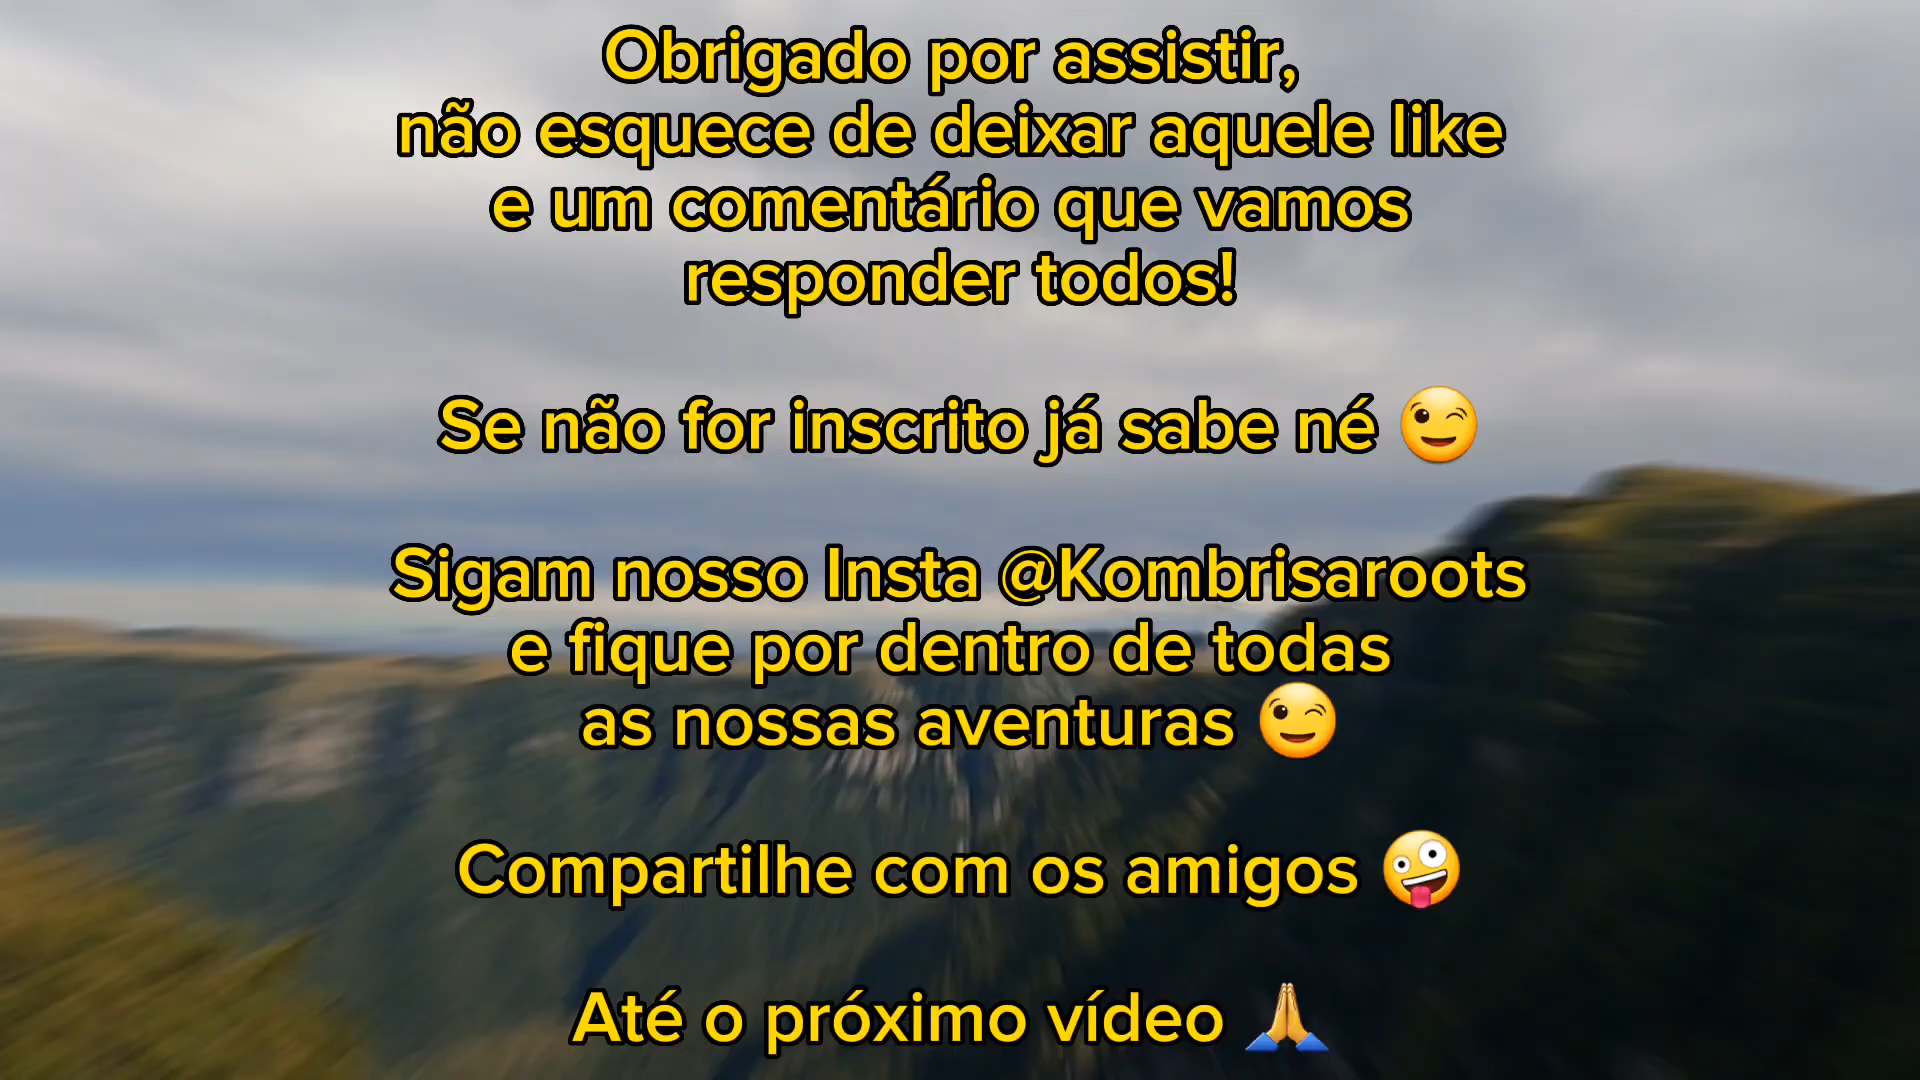 Obrigado por assistir,
não esquece de deixar aquele like
e um comentário que vamos
responder todos!
Se não for inscrito já sabe né 😉
Sigam nosso Insta @Kombrisaroots
e fique por dentro de todas
as nossas aventuras 😉
Compartilhe com os amigos 🤪
Até o próximo vídeo 🙏